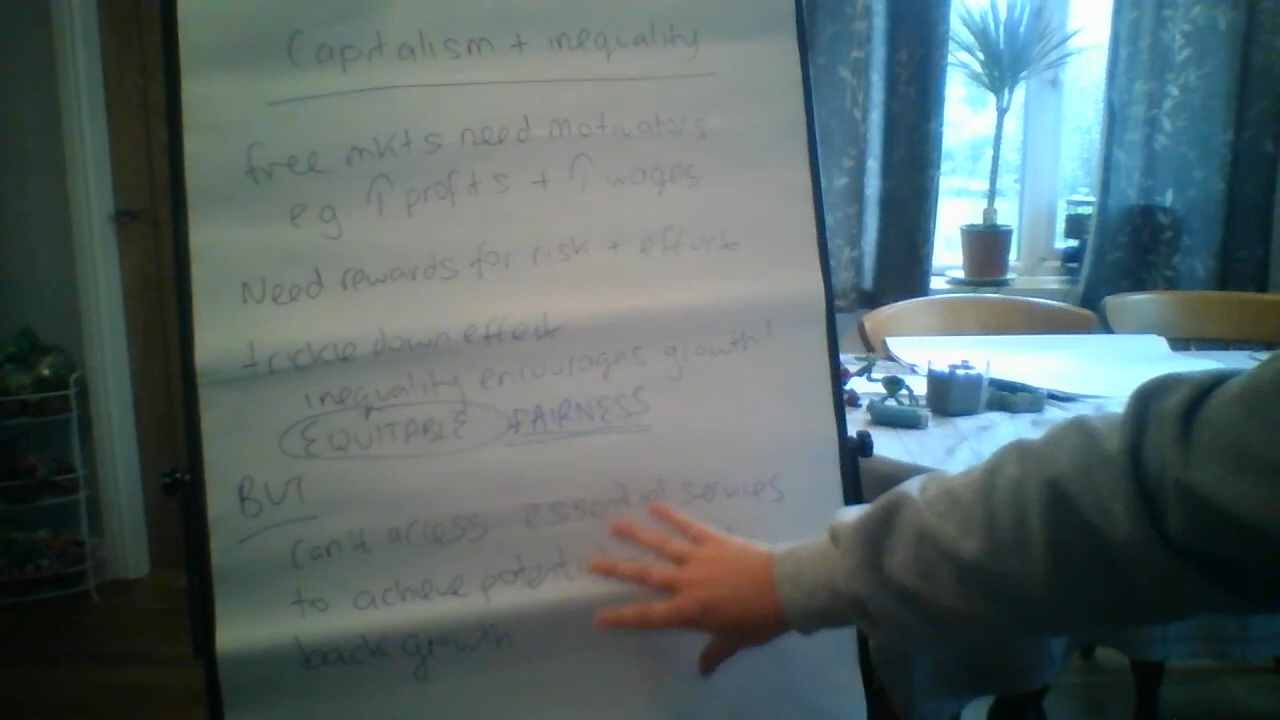 Capitalism + inequality
free mkts need motivators
eg ↑ profits + ↑ wages
Need rewards for risk + effort
trickle down effect
inequality encourages growth!
EQUITABLE FAIRNESS
BUT
can't access essential services
to achieve
back growth